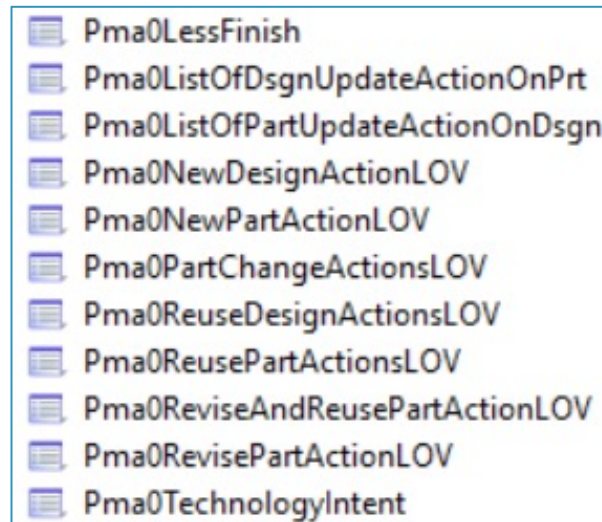 Pma0LessFinish
Pma0ListOfDsgnUpdateActionOnPrt
Pma0ListOfPartUpdateActionOnDsgn
Pma0NewDesignActionLOV
Pma0NewPartActionLOV
Pma0PartChangeActionsLOV
Pma0ReuseDesignActionsLOV
Pma0ReusePartActionsLOV
Pma0ReviseAndReusePartActionLOV
Pma0RevisePartActionLOV
Pma0TechnologyIntent